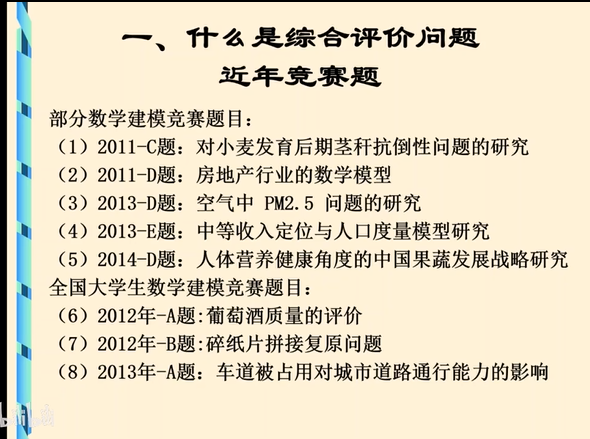 一、什么是综合评价问题
近年竞赛题
部分数学建模竞赛题目：
（1）2011-C题：对小麦发育后期茎秆抗倒性问题的研究
（2）2011-D题：房地产行业的数学模型
（3）2013-D题：空气中 PM2.5 问题的研究
（4）2013-E题：中等收入定位与人口度量模型研究
（5）2014-D题：人体营养健康角度的中国果蔬发展战略研究
全国大学生数学建模竞赛题目：
（6）2012年-A题:葡萄酒质量的评价
（7）2012年-B题:碎纸片拼接复原问题
（8）2013年-A题：车道被占用对城市道路通行能力的影响